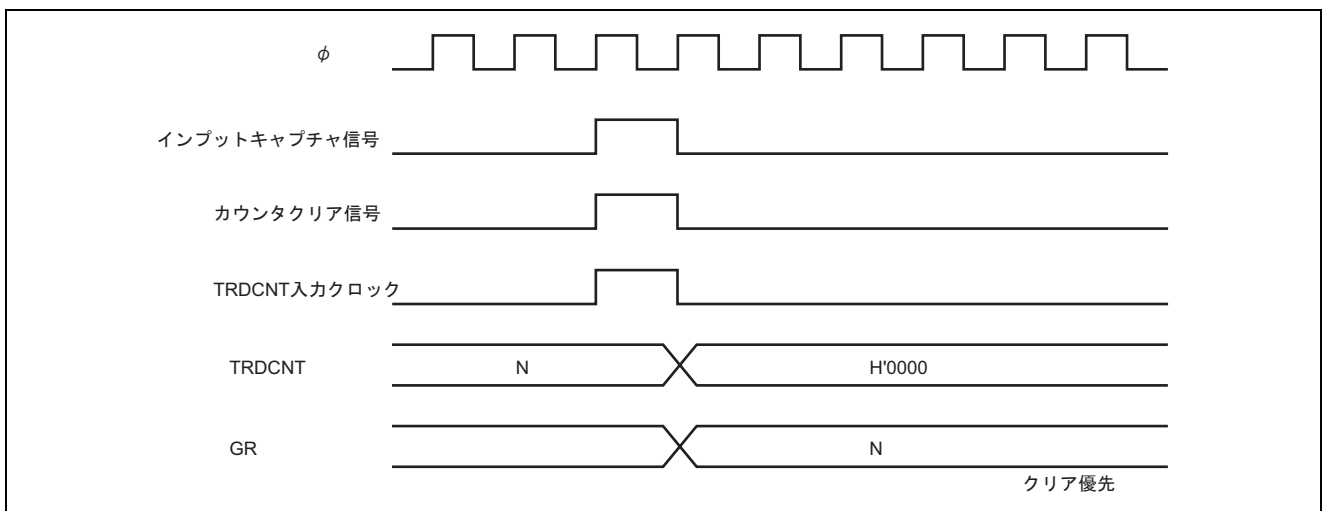 φ
インプットキャプチャ信号
カウンタクリア信号
TRDCNT入力クロック
TRDCNT N H'0000
GR N
クリア優先